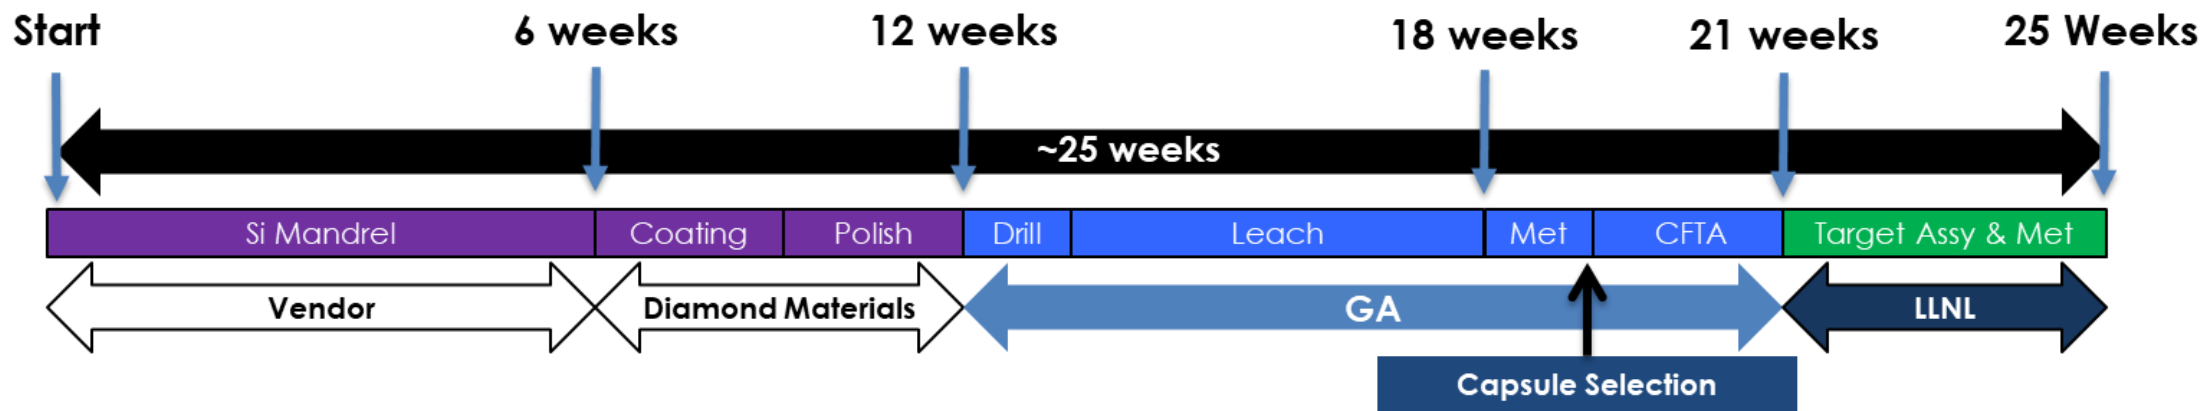 Start
6 weeks
12 weeks
18 weeks
21 weeks
25 Weeks
~25 weeks
Si Mandrel
Coating
Polish
Drill
Leach
Met
CFTA
Target Assy & Met
Vendor
Diamond Materials
GA
LLNL
Capsule Selection